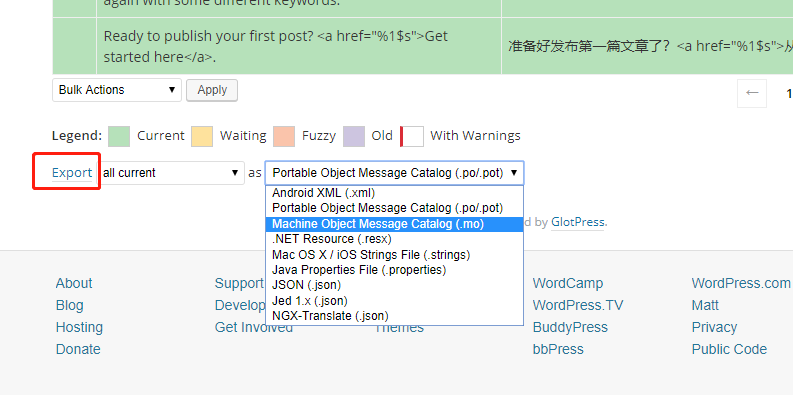 again with some different keywords.
Ready to publish your first post? <a href="%1$s">Get
started here</a>.
准备好发布第一篇文章了？<a href="%1$s">从
Bulk Actions
Apply
←
1
Legend: Current Waiting Fuzzy Old With Warnings
Export all current as Portable Object Message Catalog (.po/.pot)
Android XML (.xml)
Portable Object Message Catalog (.po/.pot)
Machine Object Message Catalog (.mo)
.NET Resource (.resx)
Mac OS X / iOS Strings File (.strings)
Java Properties File (.properties)
JSON (.json)
Jed 1.x (.json)
NGX-Translate (.json)
d by GlotPress.
About
Blog
Hosting
Donate
Support
Develop
Get Involved
Themes
WordCamp
WordPress.TV
BuddyPress
bbPress
WordPress.com
Matt
Privacy
Public Code